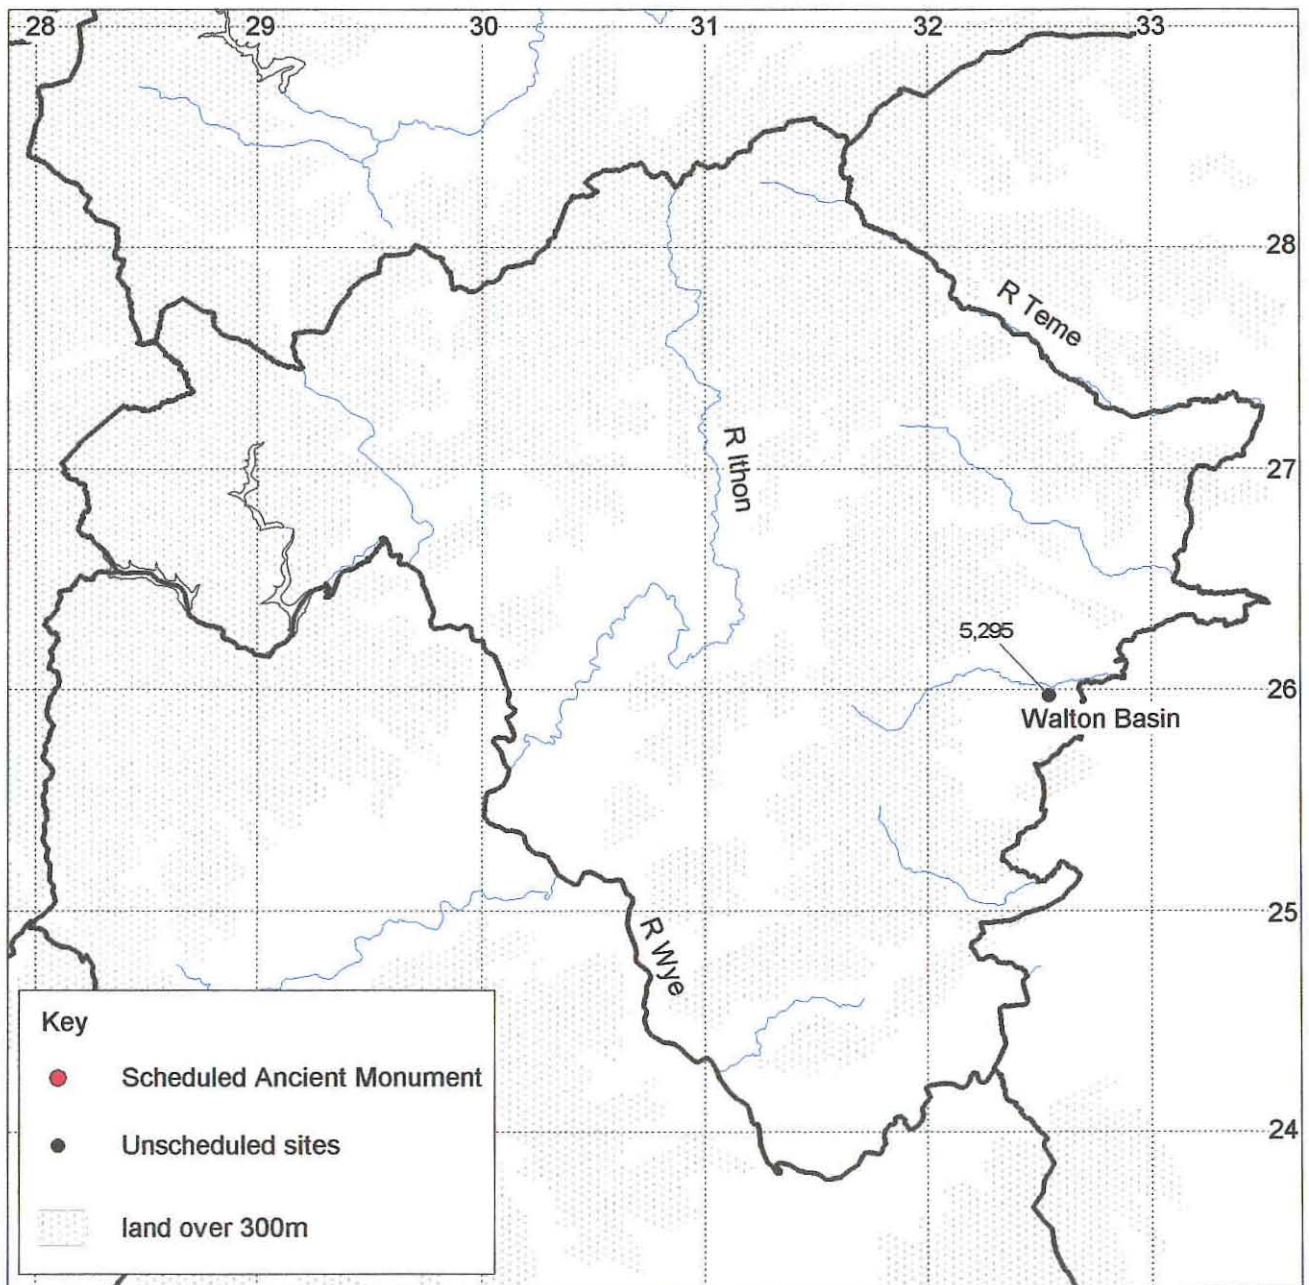 28 29 30 31 32 33
28
R Teme
R Ithon
27
5,295
26
Walton Basin
25
R Wye
Key
Scheduled Ancient Monument
Unscheduled sites
24
land over 300m